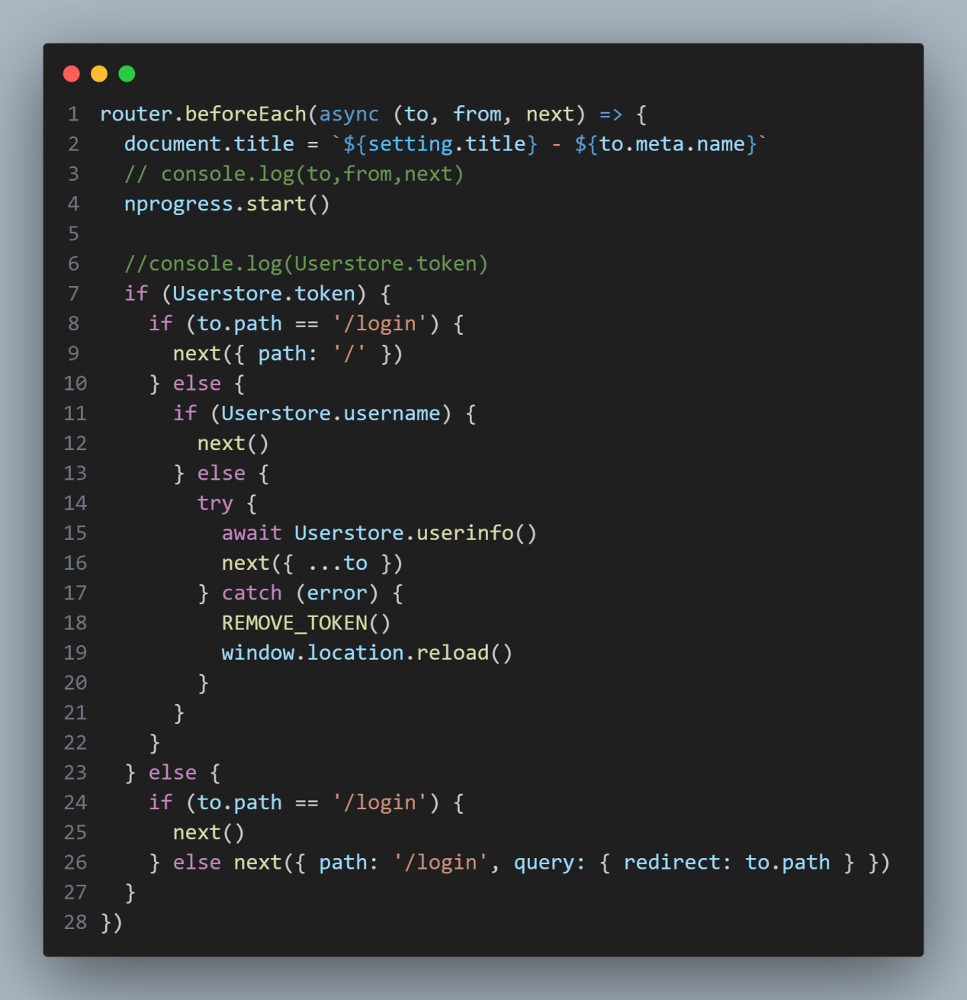 1 router.beforeEach(async (to, from, next) => {
2   document.title = `${setting.title} - ${to.meta.name}`
3   // console.log(to,from,next)
4   nprogress.start()
5
6   //console.log(Userstore.token)
7   if (Userstore.token) {
8     if (to.path == '/login') {
9       next({ path: '/' })
10     } else {
11       if (Userstore.username) {
12         next()
13       } else {
14         try {
15           await Userstore.userinfo()
16           next({ ...to })
17         } catch (error) {
18           REMOVE_TOKEN()
19           window.location.reload()
20         }
21       }
22     }
23   } else {
24     if (to.path == '/login') {
25       next()
26     } else next({ path: '/login', query: { redirect: to.path } })
27   }
28 })